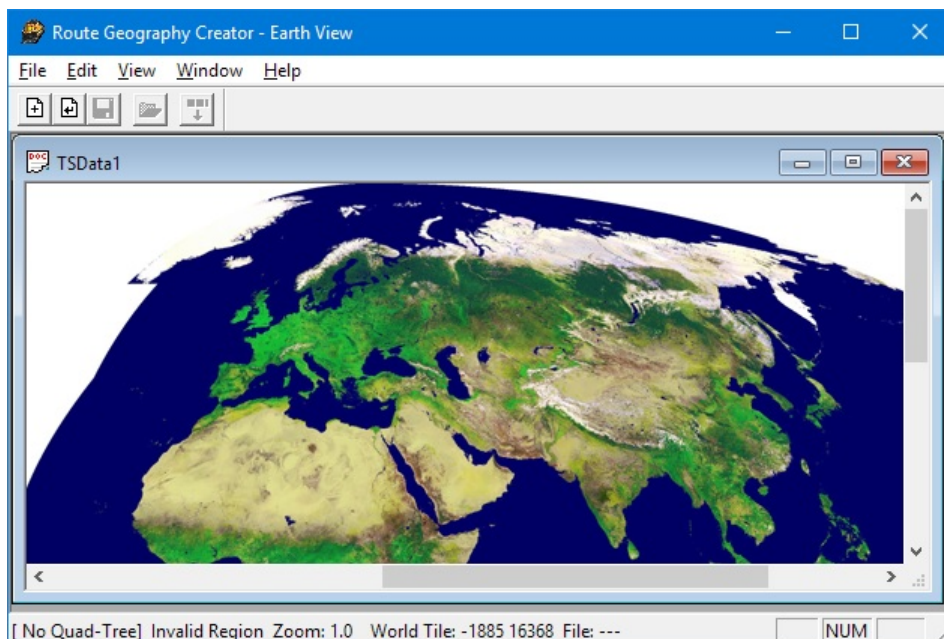 Route Geography Creator - Earth View
File Edit View Window Help
DOC TSData1
[ No Quad-Tree] Invalid Region Zoom: 1.0 World Tile: -1885 16368 File: ---
NUM